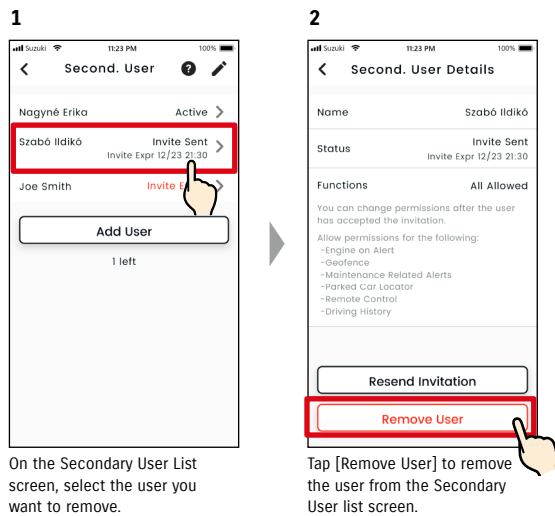 1
Suzuki 11:23 PM 100%
Second. User ?
Nagyné Erika Active
Szabó Ildikó Invite Sent
Invite Expr 12/23 21:30
Joe Smith Invite E
Add User
1 left
On the Secondary User List
screen, select the user you
want to remove.
2
Suzuki 11:23 PM 100%
Second. User Details
Name Szabó Ildikó
Status Invite Sent
Invite Expr 12/23 21:30
Functions All Allowed
You can change permissions after the user
has accepted the invitation.
Allow permissions for the following:
-Engine on Alert
-Geofence
-Maintenance Related Alerts
-Parked Car Locator
-Remote Control
-Driving History
Resend Invitation
Remove User
Tap [Remove User] to remove
the user from the Secondary
User list screen.